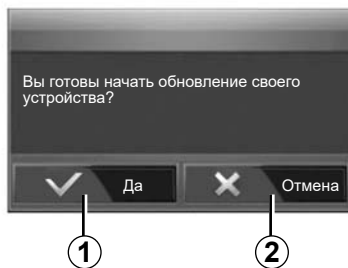 Вы готовы начать обновление своего
устройства?
Да
Отмена
1
2